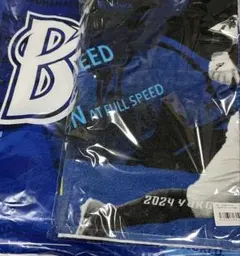 B
EED
N AT FULL SPEED
2024 YOKO